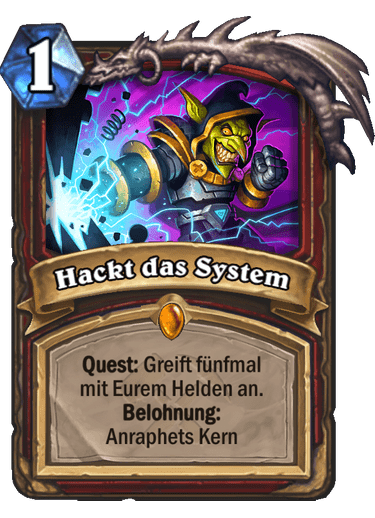 1
Hackt das System
Quest: Greift fünfmal
mit Eurem Helden an.
Belohnung:
Anraphets Kern